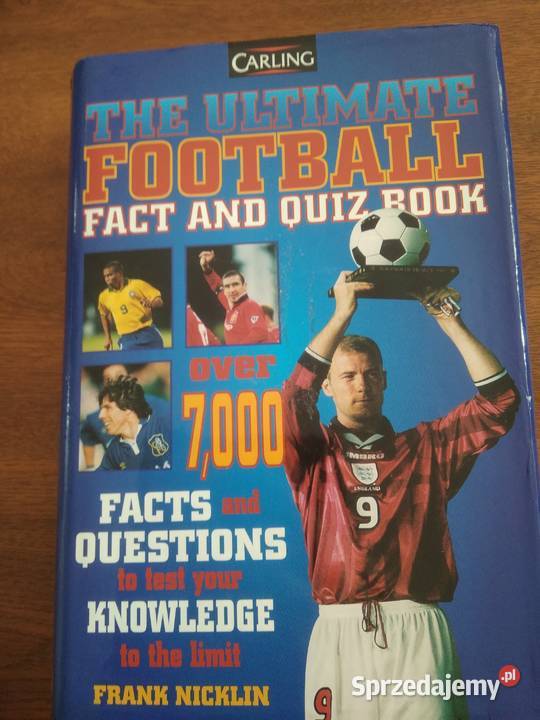 CARLING
THE ULTIMATE
FOOTBALL
FACT AND QUIZ BOOK
9
over
7,000
UMBRO
ENGLAND
9
FACTS and
QUESTIONS
to test your
KNOWLEDGE
to the limit
FRANK NICKLIN
9
Sprzedajemy.pl